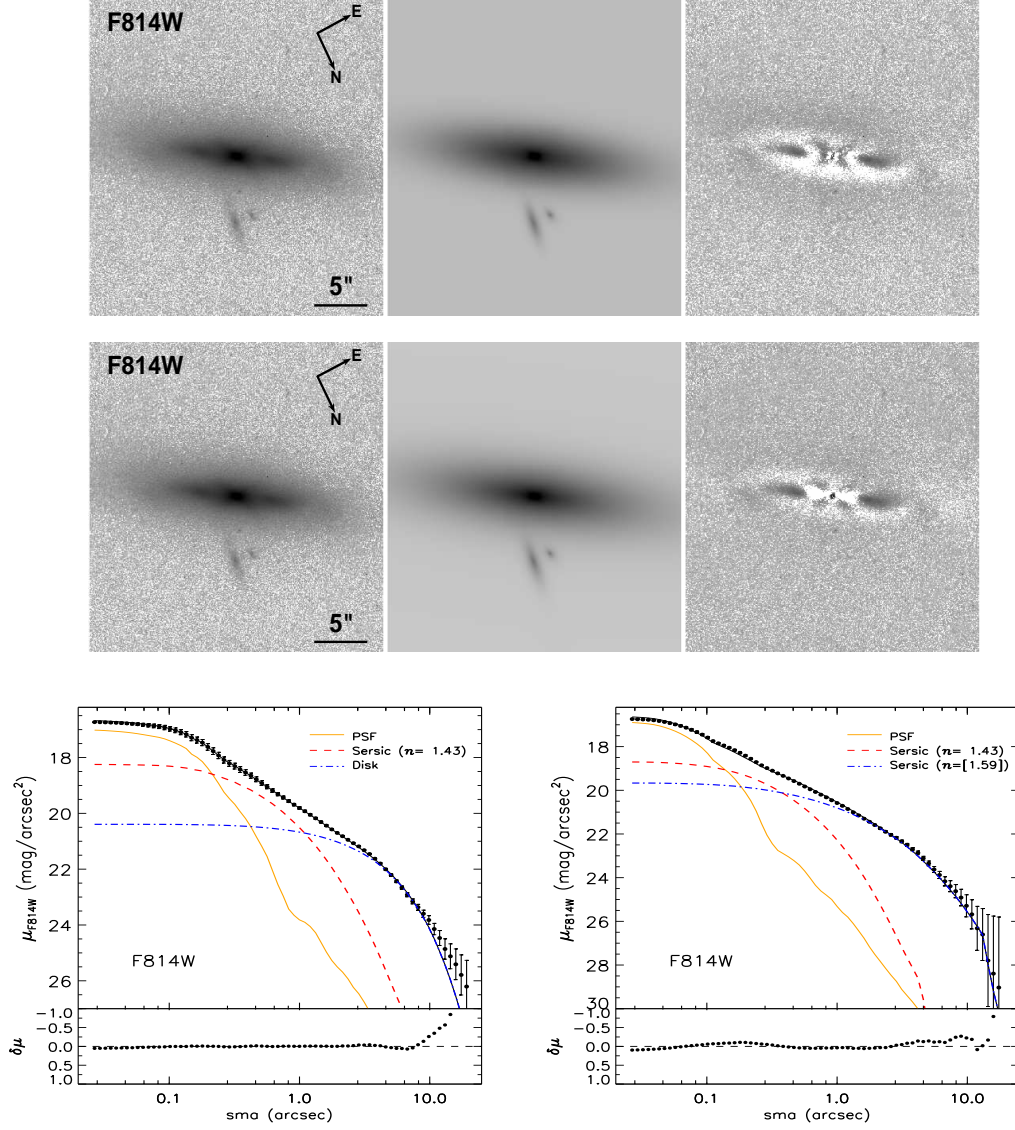 F814W
E
N
5"
F814W
E
N
5"
PSF
Sersic (n= 1.43)
Disk
18
20
22
24
26
μF814W (mag/arcsec²)
F814W
-1.0
-0.5
0.0
0.5
1.0
δμ
0.1 1.0 10.0
sma (arcsec)
PSF
Sersic (n= 1.43)
Sersic (n=[1.59])
18
20
22
24
26
28
30
μF814W (mag/arcsec²)
F814W
-1.0
-0.5
0.0
0.5
1.0
δμ
0.1 1.0 10.0
sma (arcsec)